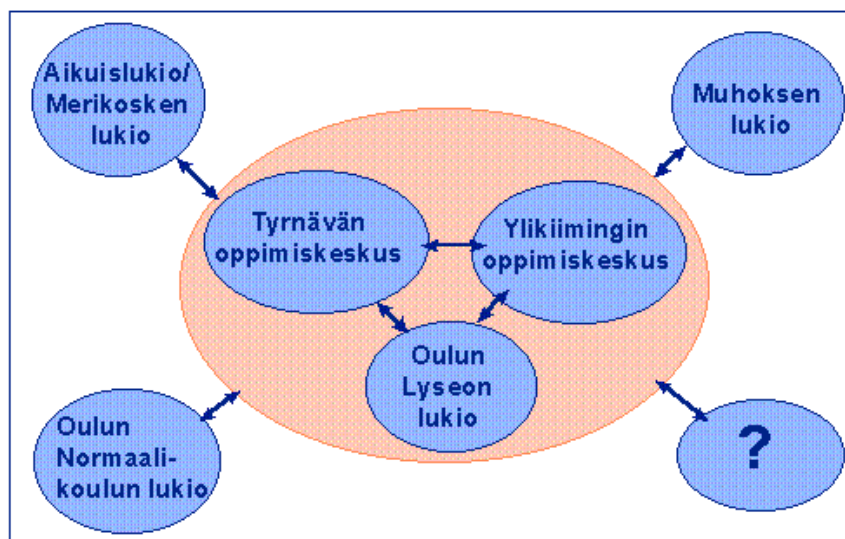 Aikuislukio/
Merikosken
lukio
Muhoksen
lukio
Tyrnävän
oppimiskeskus
Ylikiimingin
oppimiskeskus
Oulun
Lyseon
lukio
Oulun
Normaali-
koulun lukio
?